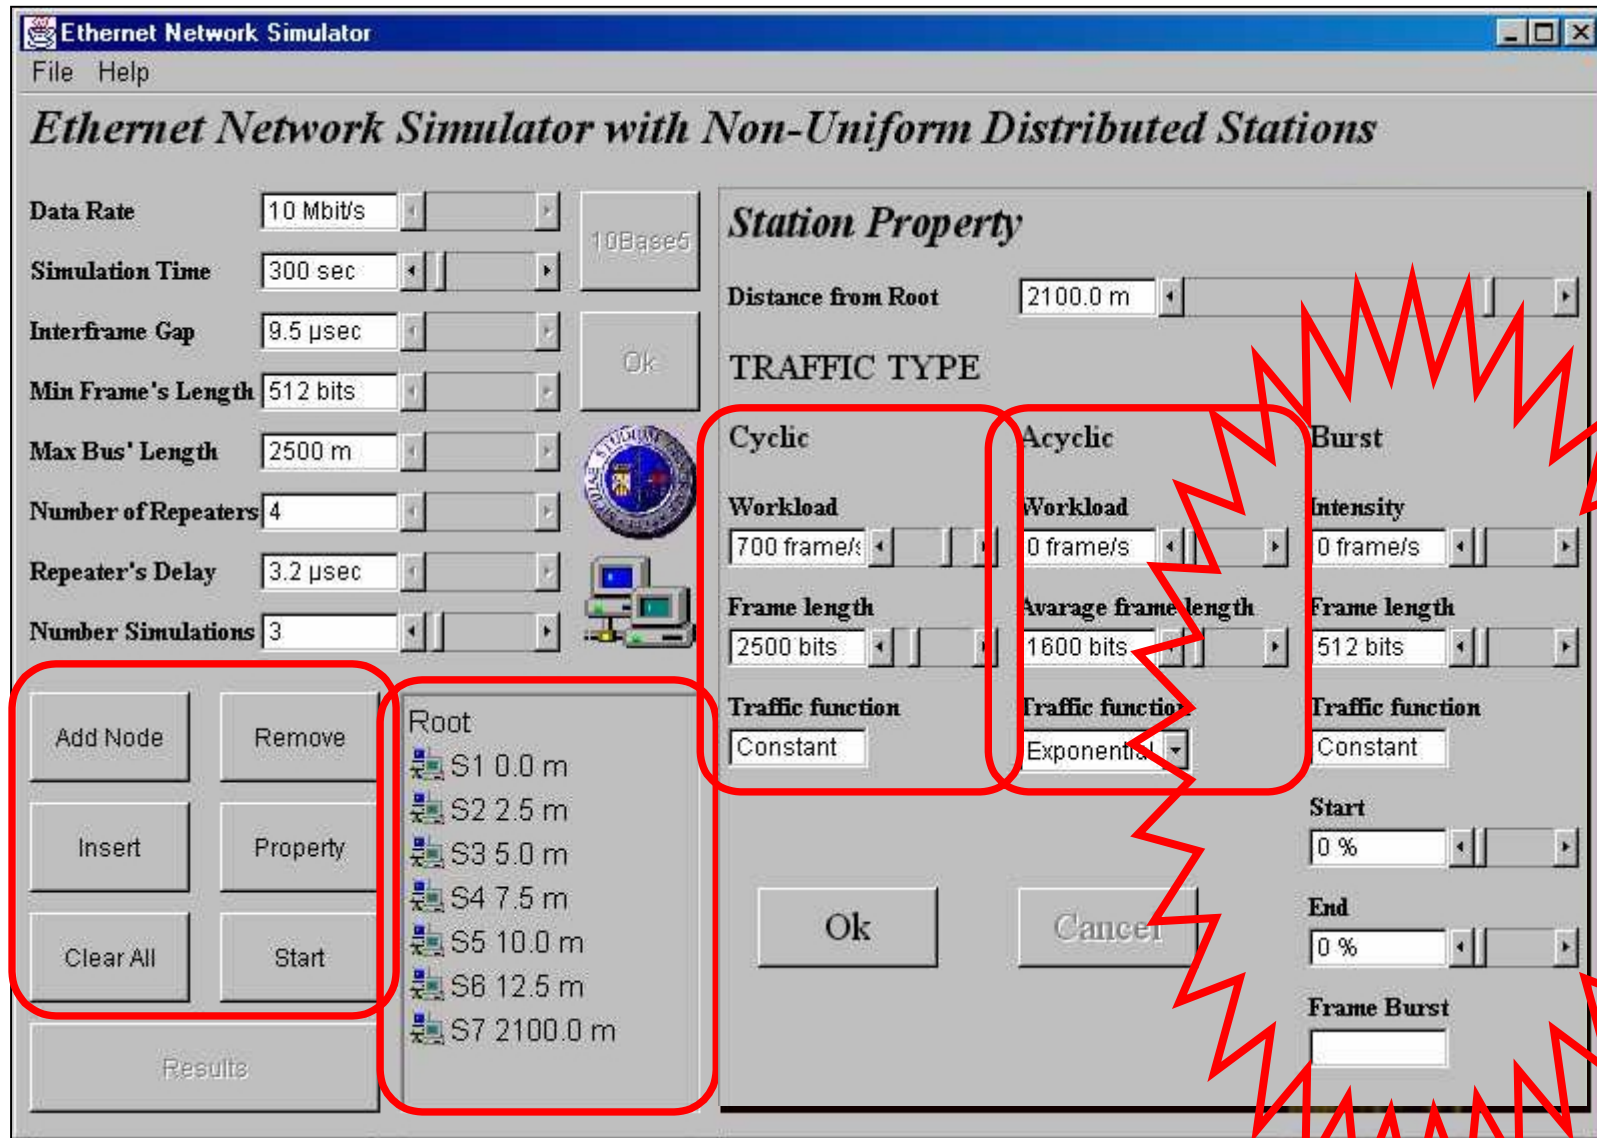 Ethernet Network Simulator
File Help
Ethernet Network Simulator with Non-Uniform Distributed Stations
Data Rate 10 Mbit/s
Simulation Time 300 sec
Interframe Gap 9.5 µsec
Min Frame's Length 512 bits
Max Bus' Length 2500 m
Number of Repeaters 4
Repeater's Delay 3.2 µsec
Number Simulations 3
10Base5
Ok
Add Node Remove
Insert Property
Clear All Start
Results
Root
S1 0.0 m
S2 2.5 m
S3 5.0 m
S4 7.5 m
S5 10.0 m
S6 12.5 m
S7 2100.0 m
Station Property
Distance from Root 2100.0 m
TRAFFIC TYPE
Cyclic
Workload
700 frame/s
Frame length
2500 bits
Traffic function
Constant
Acyclic
Workload
0 frame/s
Avarage frame length
1600 bits
Traffic function
Exponential
Burst
Intensity
0 frame/s
Frame length
512 bits
Traffic function
Constant
Start
0 %
End
0 %
Frame Burst
Ok Cancel